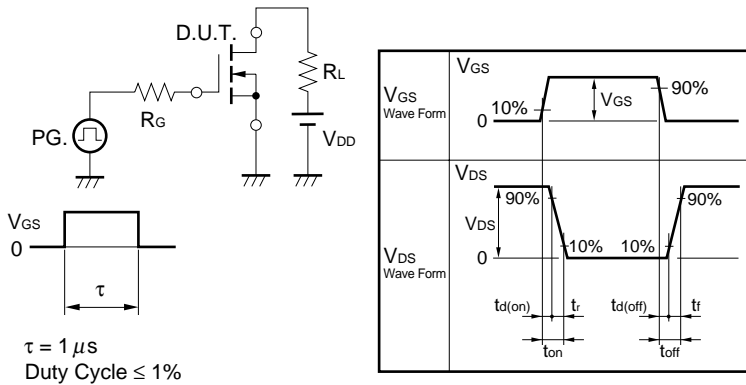 D.U.T.
RL
RG
PG.
VDD
VGS
0
τ
τ = 1 μs
Duty Cycle ≤ 1%
VGS
Wave Form
VGS
10%
VGS
90%
0
VDS
Wave Form
VDS
90%
VDS
10%
10%
90%
0
td(on)
tr
td(off)
tf
ton
toff